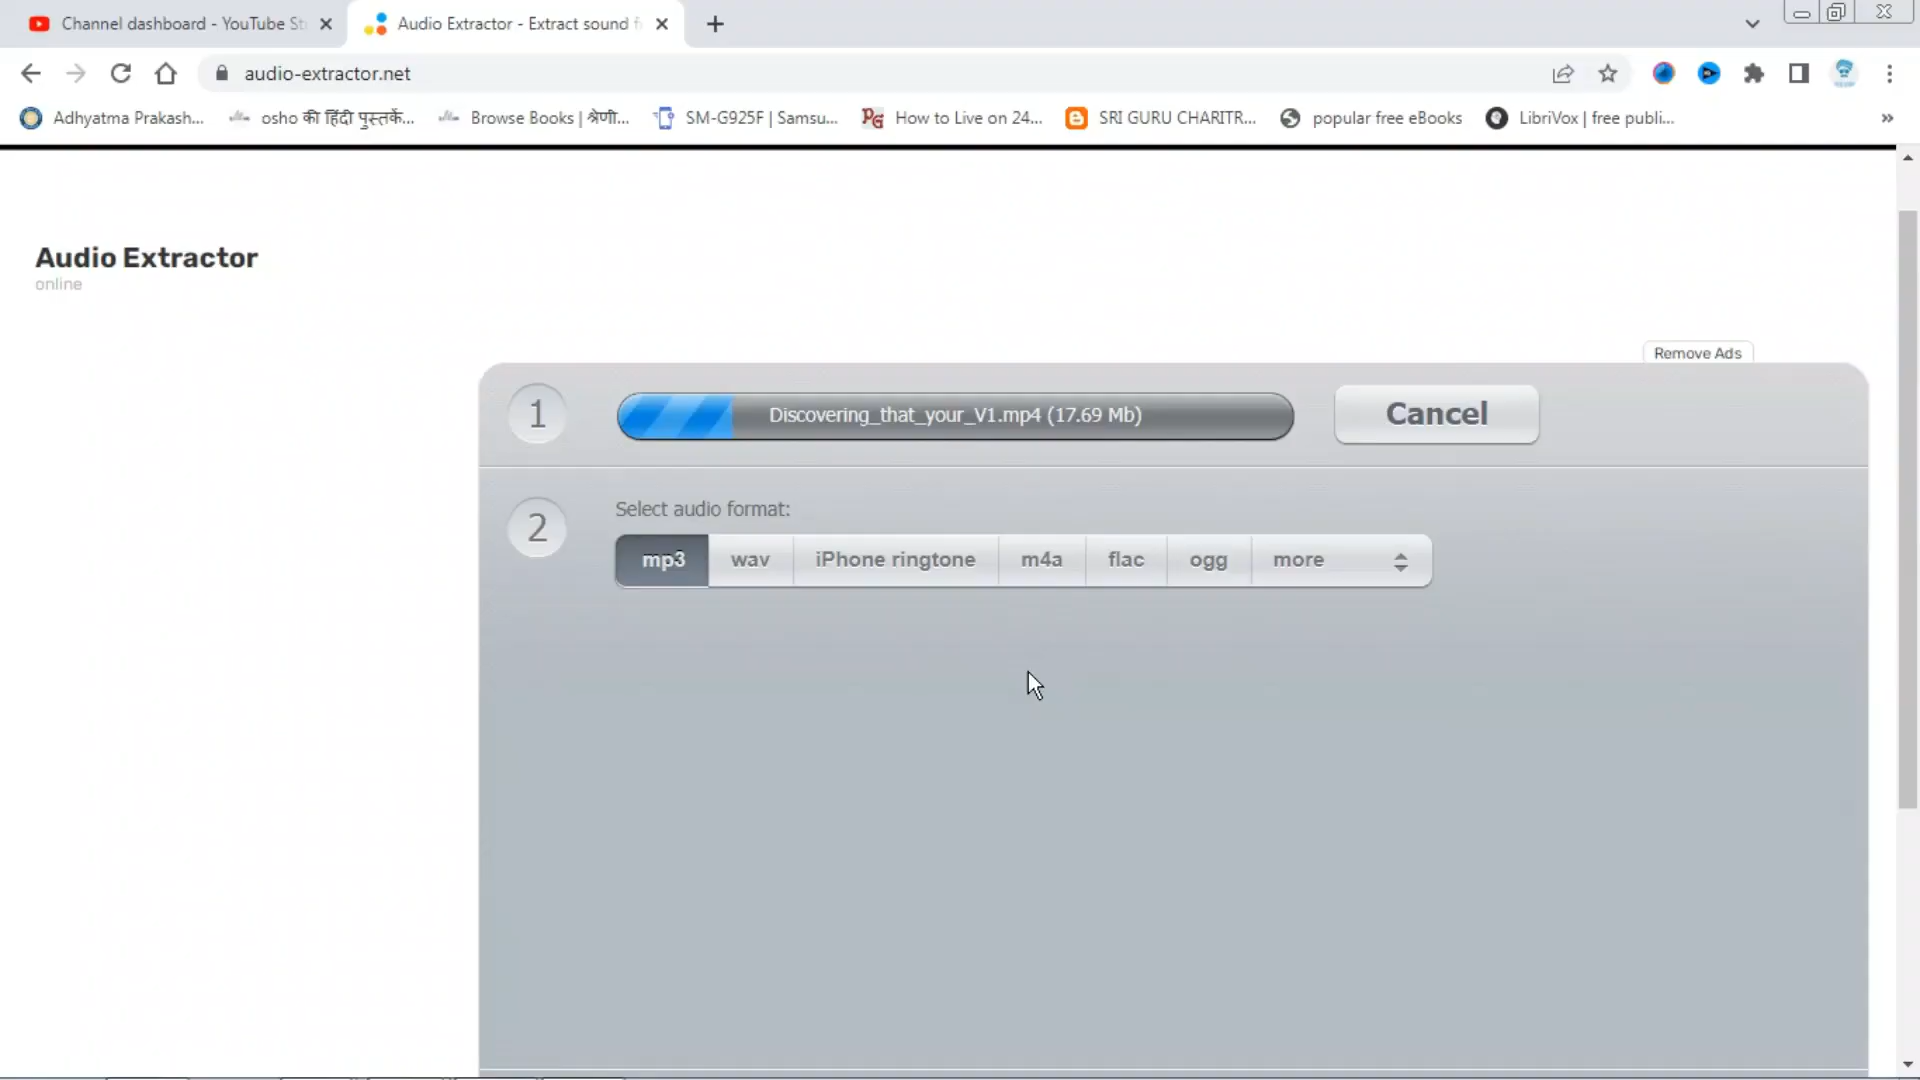 Channel dashboard - YouTube St
Audio Extractor - Extract sound f
audio-extractor.net
Adhyatma Prakash...
osho की हिंदी पुस्तकें...
Browse Books | श्रेणी...
SM-G925F | Samsu...
PG How to Live on 24...
SRI GURU CHARITR...
popular free eBooks
LibriVox | free publi...
»
Audio Extractor
online
Remove Ads
1
Discovering_that_your_V1.mp4 (17.69 Mb)
Cancel
2
Select audio format:
mp3
wav
iPhone ringtone
m4a
flac
ogg
more